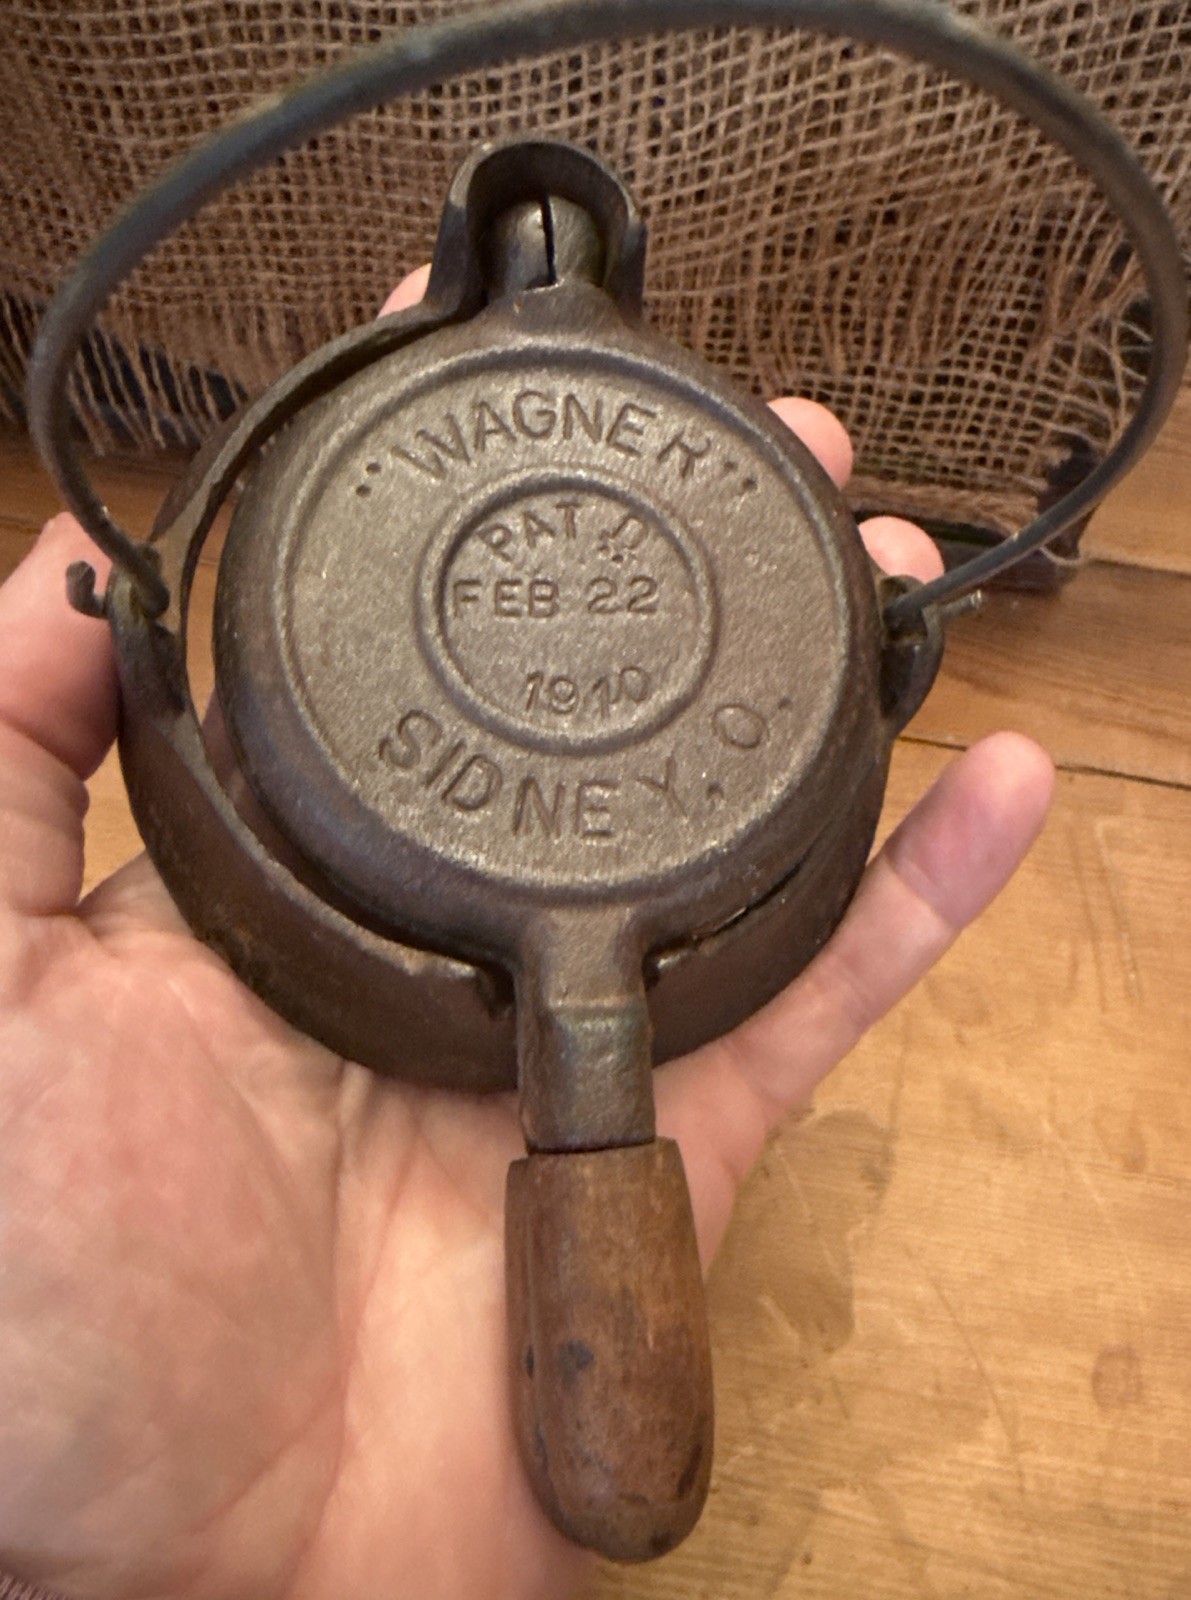 "WAGNER"
PAT'D
FEB 22
1910
SIDNEY, O.